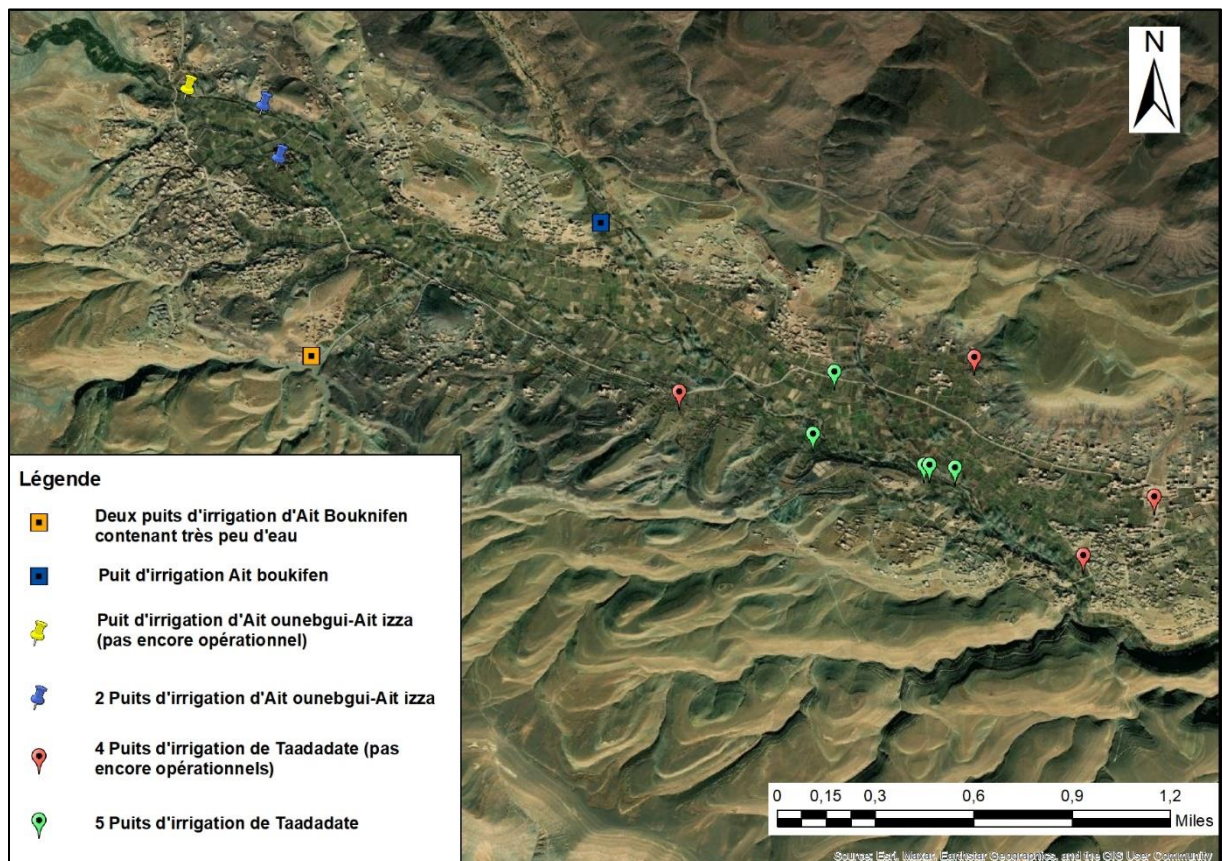 N
Légende
Deux puits d'irrigation d'Ait Bouknifen
contenant très peu d'eau
Puit d'irrigation Ait boukifen
Puit d'irrigation d'Ait ounebgui-Ait izza
(pas encore opérationnel)
2 Puits d'irrigation d'Ait ounebgui-Ait izza
4 Puits d'irrigation de Taadadate (pas
encore opérationnels)
5 Puits d'irrigation de Taadadate
0 0,15 0,3 0,6 0,9 1,2
Miles
Source: Esri, Maxar, Earthstar Geographics, and the GIS User Community